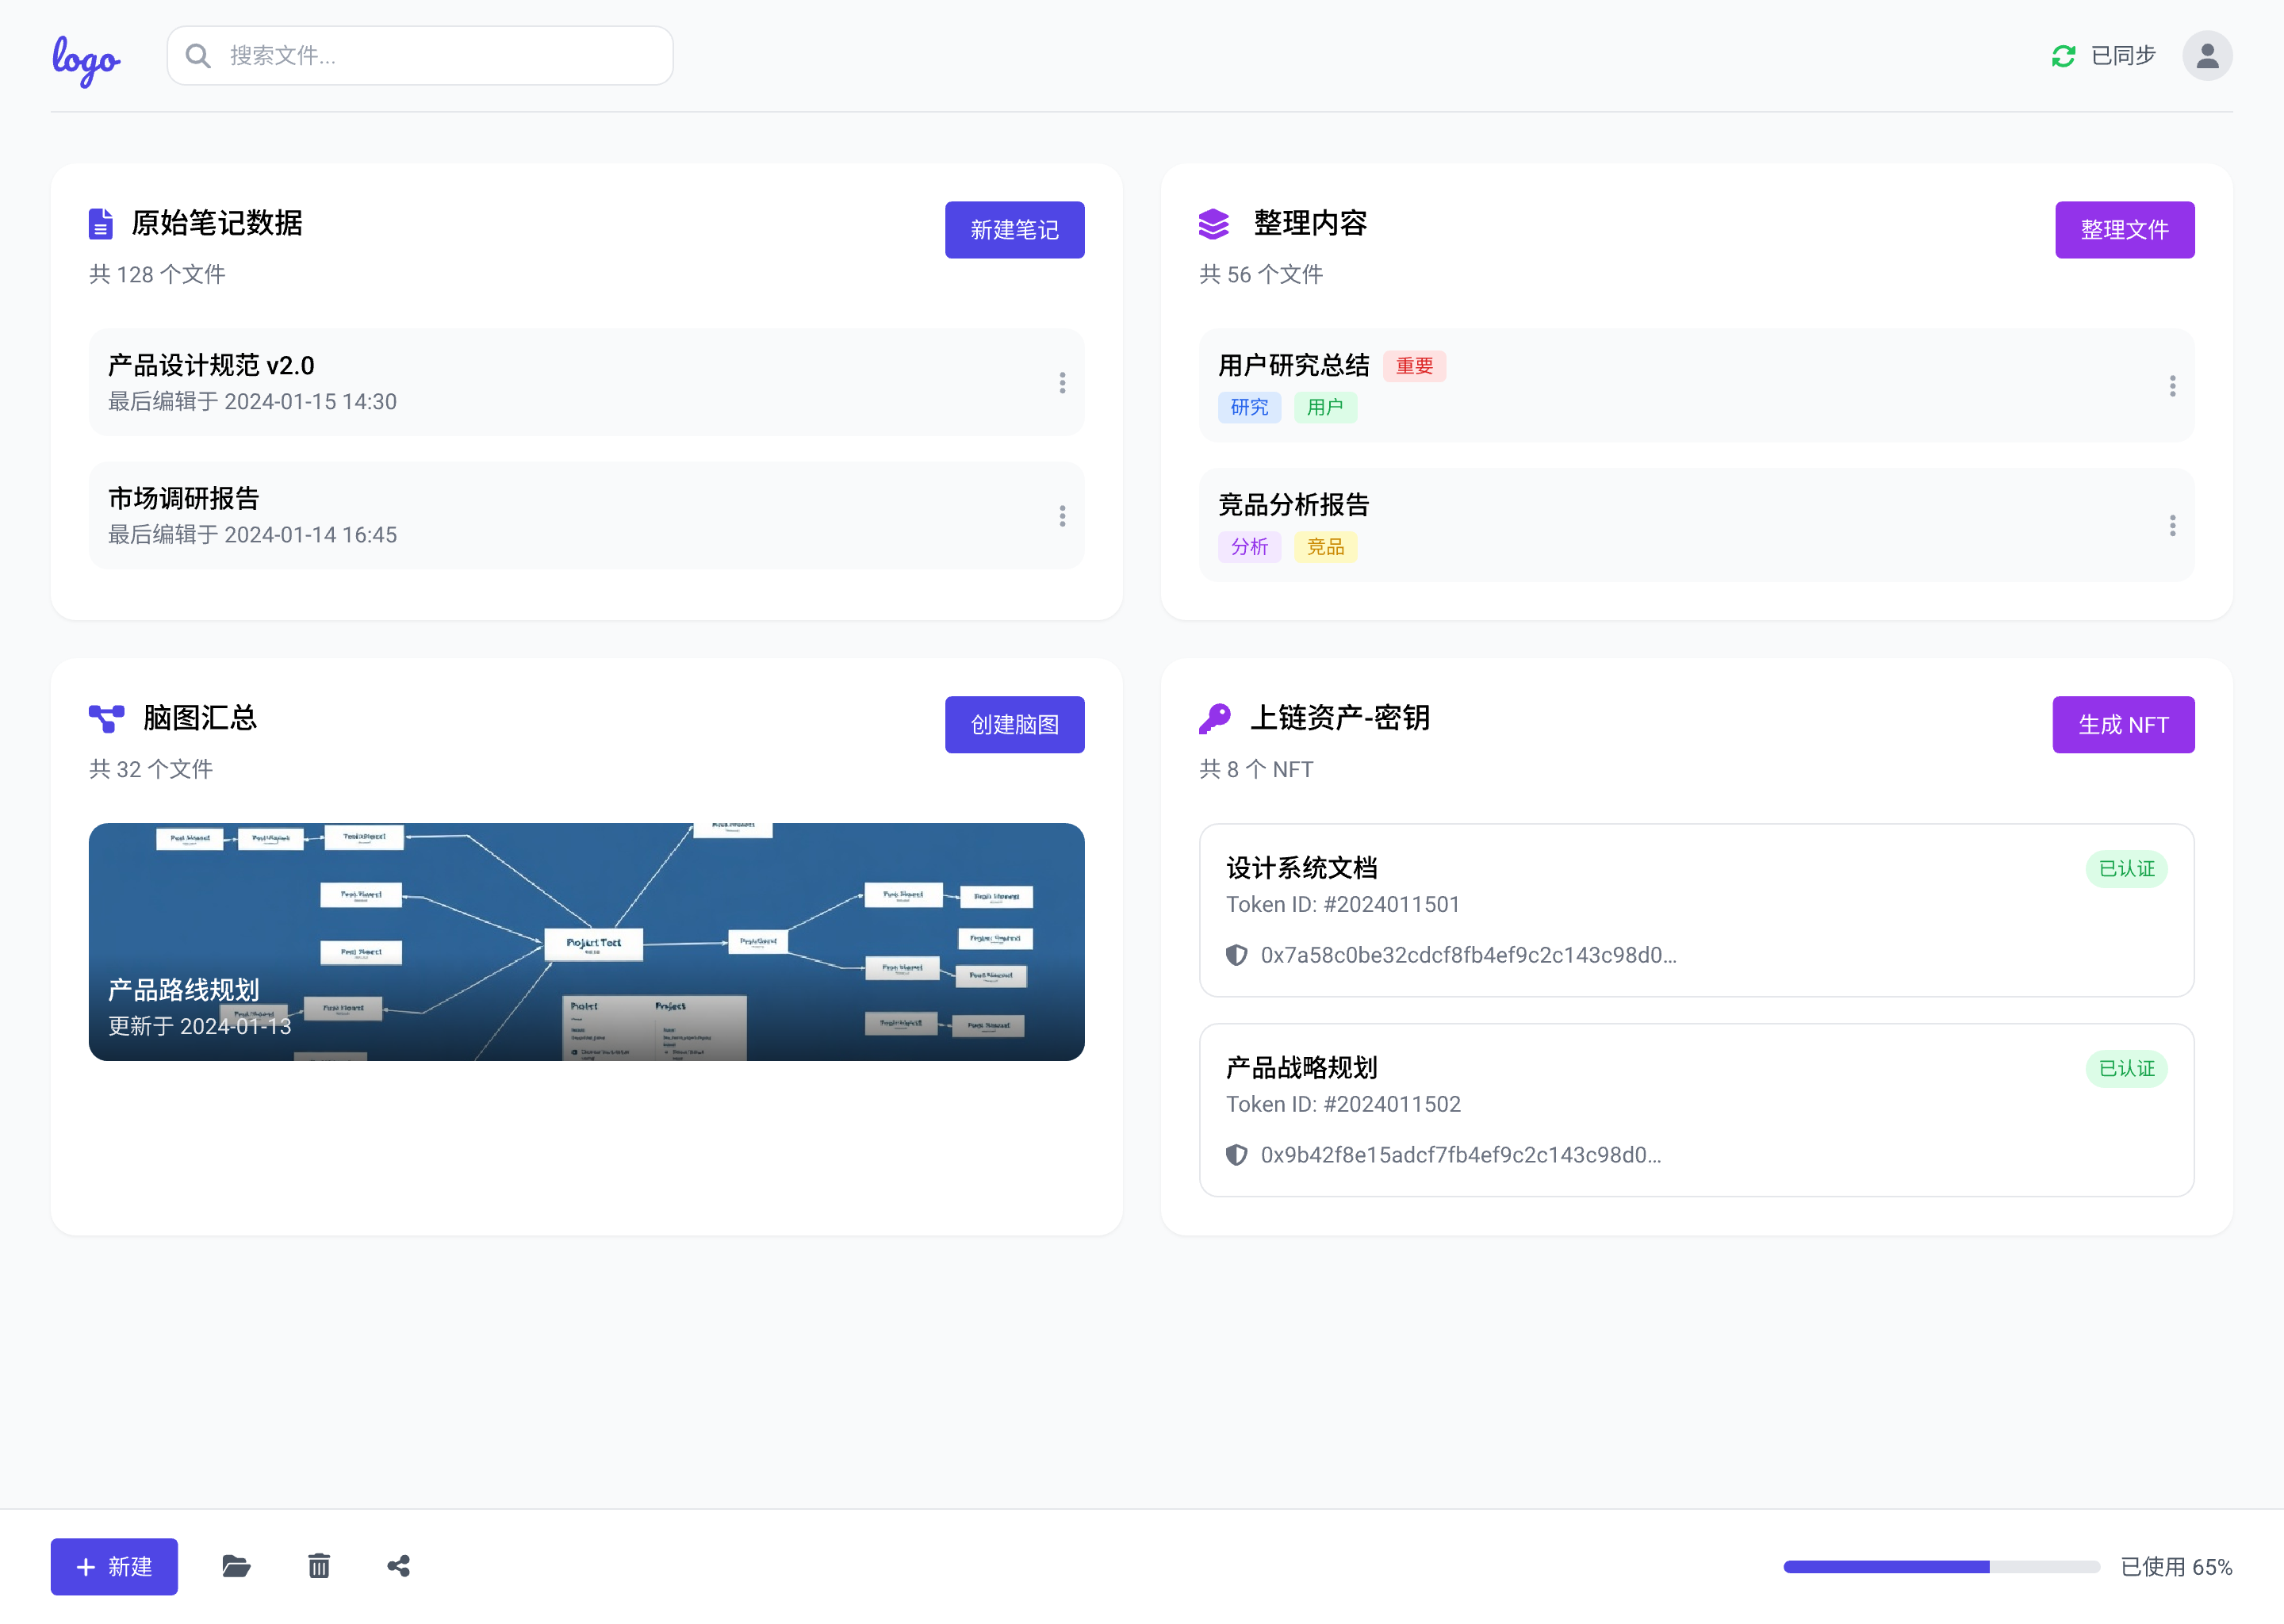 logo
搜索文件...
已同步
原始笔记数据
新建笔记
共 128 个文件
产品设计规范 v2.0
最后编辑于 2024-01-15 14:30
市场调研报告
最后编辑于 2024-01-14 16:45
整理内容
整理文件
共 56 个文件
用户研究总结 重要
研究 用户
竞品分析报告
分析 竞品
脑图汇总
创建脑图
共 32 个文件
Project
产品路线规划
更新于 2024-01-13
上链资产-密钥
生成 NFT
共 8 个 NFT
设计系统文档
已认证
Token ID: #2024011501
0x7a58c0be32cdcf8fb4ef9c2c143c98d0...
产品战略规划
已认证
Token ID: #2024011502
0x9b42f8e15adcf7fb4ef9c2c143c98d0...
新建
已使用 65%